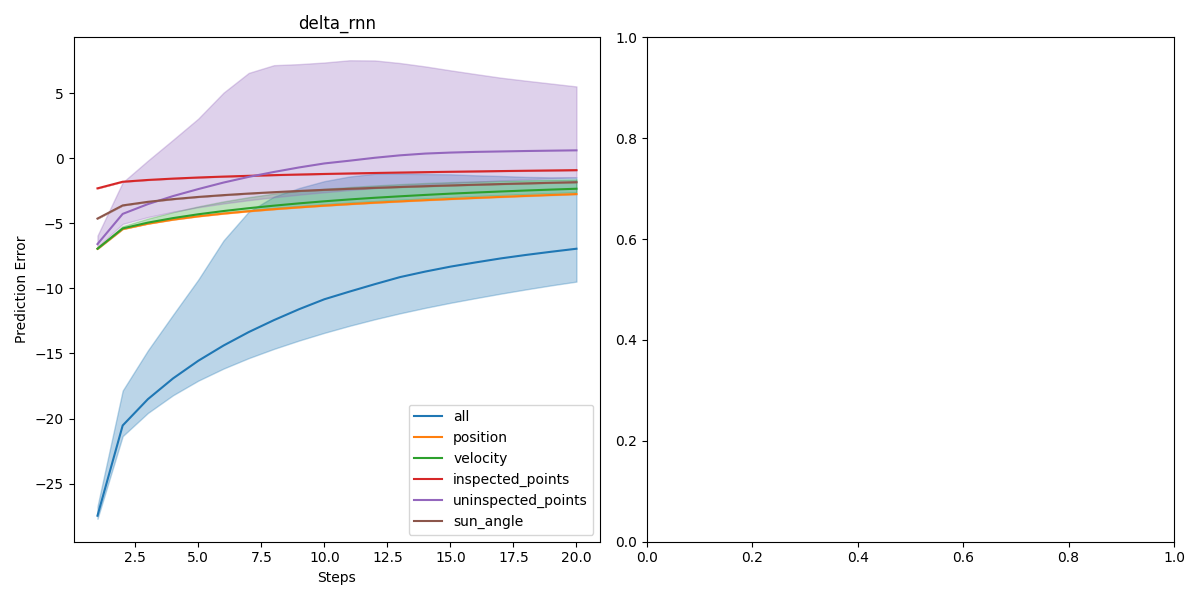 delta_rnn
Prediction Error
5
0
−5
−10
−15
−20
−25
2.5 5.0 7.5 10.0 12.5 15.0 17.5 20.0
Steps
all
position
velocity
inspected_points
uninspected_points
sun_angle
1.0
0.8
0.6
0.4
0.2
0.0
0.0 0.2 0.4 0.6 0.8 1.0